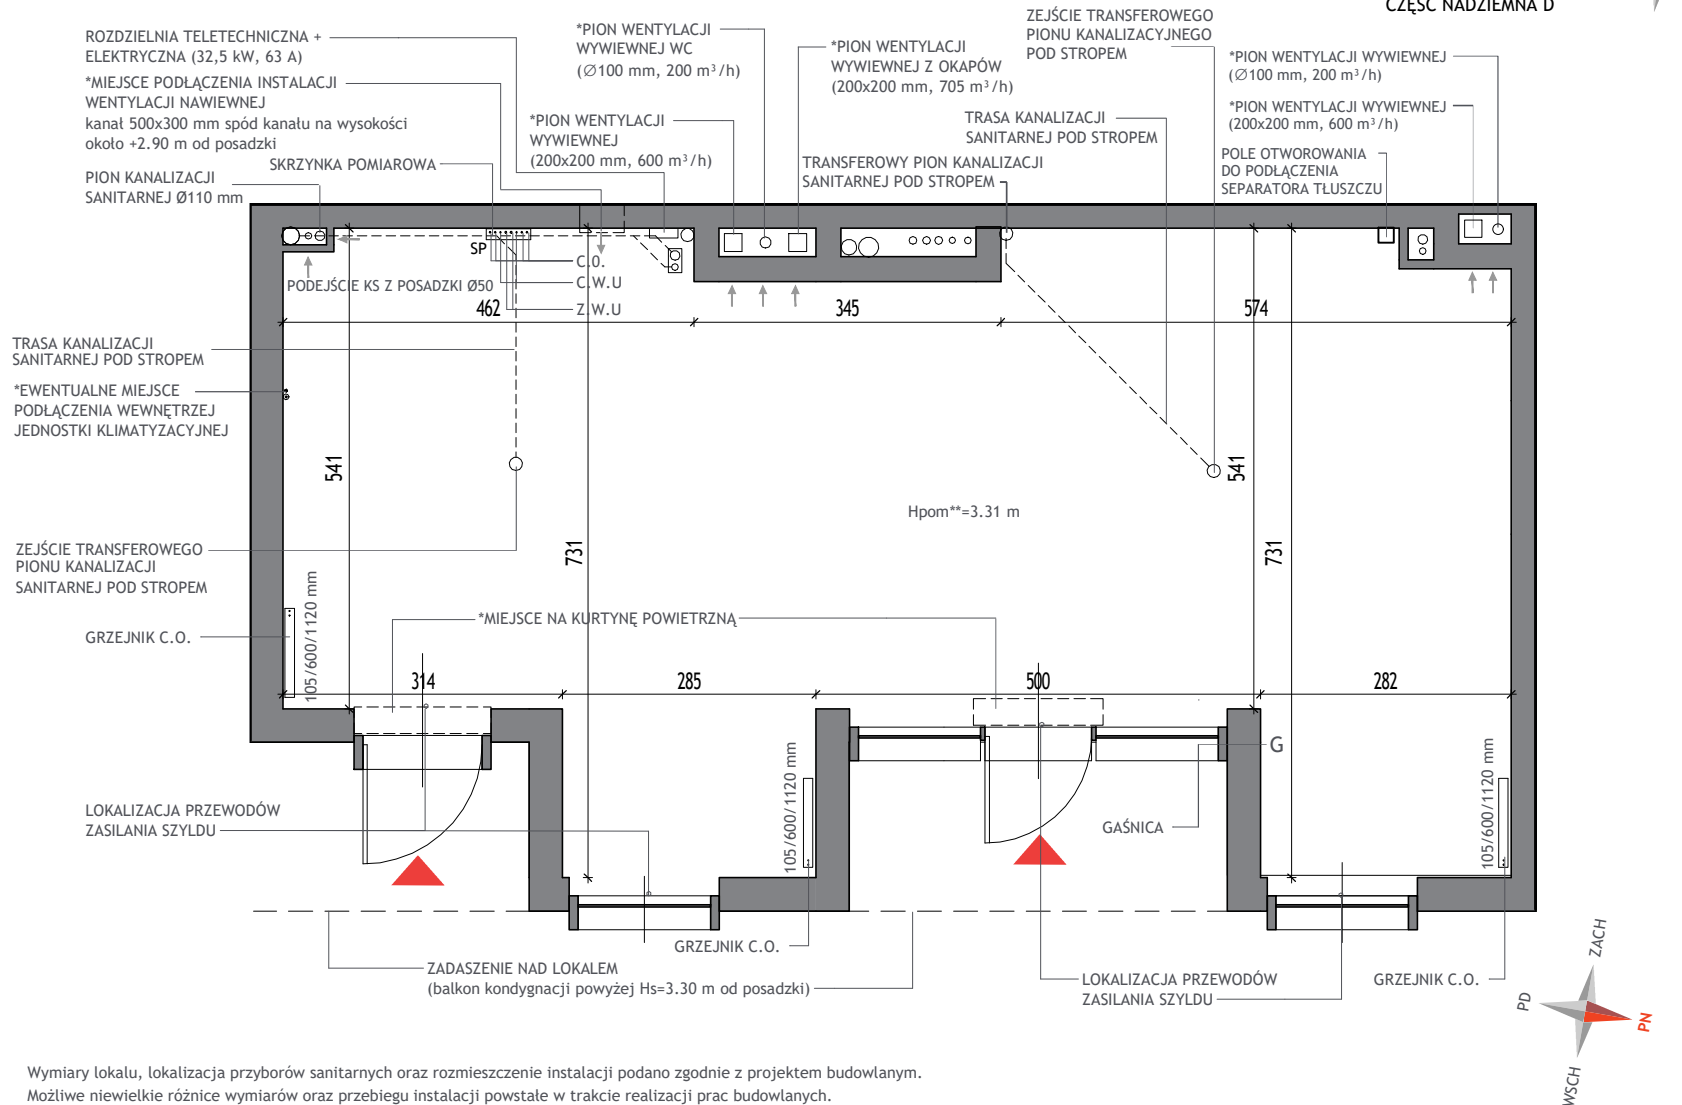 CZĘŚĆ NADZIEMNA D
ROZDZIELNIA TELETECHNICZNA +
ELEKTRYCZNA (32,5 kW, 63 A)
*MIEJSCE PODŁĄCZENIA INSTALACJI
WENTYLACJI NAWIEWNEJ
kanał 500x300 mm spód kanału na wysokości
około +2.90 m od posadzki
SKRZYNKA POMIAROWA
PION KANALIZACJI
SANITARNEJ Ø110 mm
*PION WENTYLACJI
WYWIEWNEJ WC
(∅100 mm, 200 m³/h)
*PION WENTYLACJI
WYWIEWNEJ
(200x200 mm, 600 m³/h)
*PION WENTYLACJI
WYWIEWNEJ Z OKAPÓW
(200x200 mm, 705 m³/h)
TRANSFEROWY PION KANALIZACJI
SANITARNEJ POD STROPEM
ZEJŚCIE TRANSFEROWEGO
PIONU KANALIZACYJNEGO
POD STROPEM
TRASA KANALIZACJI
SANITARNEJ POD STROPEM
*PION WENTYLACJI WYWIEWNEJ
(∅100 mm, 200 m³/h)
*PION WENTYLACJI WYWIEWNEJ
(200x200 mm, 600 m³/h)
POLE OTWOROWANIA
DO PODŁĄCZENIA
SEPARATORA TŁUSZCZU
SP
C.O.
C.W.U
Z.W.U
PODEJŚCIE KS Z POSADZKI Ø50
462
345
574
TRASA KANALIZACJI
SANITARNEJ POD STROPEM
*EWENTUALNE MIEJSCE
PODŁĄCZENIA WEWNĘTRZEJ
JEDNOSTKI KLIMATYZACYJNEJ
541
731
541
731
Hpom**=3.31 m
ZEJŚCIE TRANSFEROWEGO
PIONU KANALIZACJI
SANITARNEJ POD STROPEM
GRZEJNIK C.O.
105/600/1120 mm
*MIEJSCE NA KURTYNĘ POWIETRZNĄ
314
285
500
282
G
GAŚNICA
105/600/1120 mm
105/600/1120 mm
LOKALIZACJA PRZEWODÓW
ZASILANIA SZYLDU
GRZEJNIK C.O.
ZADASZENIE NAD LOKALEM
(balkon kondygnacji powyżej Hs=3.30 m od posadzki)
LOKALIZACJA PRZEWODÓW
ZASILANIA SZYLDU
GRZEJNIK C.O.
ZACH
PD
PN
WSCH
Wymiary lokalu, lokalizacja przyborów sanitarnych oraz rozmieszczenie instalacji podano zgodnie z projektem budowlanym.
Możliwe niewielkie różnice wymiarów oraz przebiegu instalacji powstałe w trakcie realizacji prac budowlanych.